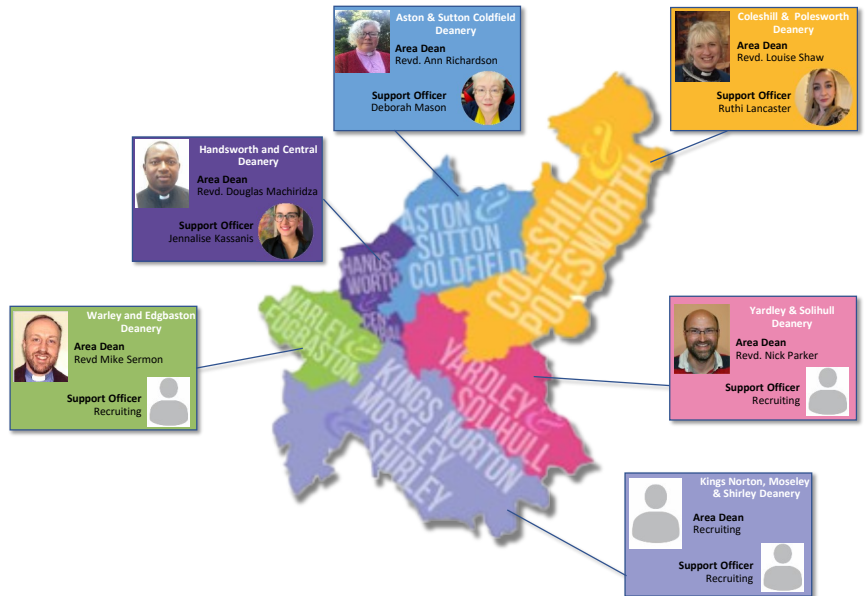 Aston & Sutton Coldfield
Deanery
Area Dean
Revd. Ann Richardson
Support Officer
Deborah Mason
Coleshill & Polesworth
Deanery
Area Dean
Revd. Louise Shaw
Support Officer
Ruthi Lancaster
Handsworth and Central
Deanery
Area Dean
Revd. Douglas Machiridza
Support Officer
Jennalise Kassanis
Warley and Edgbaston
Deanery
Area Dean
Revd Mike Sermon
Support Officer
Recruiting
Yardley & Solihull
Deanery
Area Dean
Revd. Nick Parker
Support Officer
Recruiting
Kings Norton, Moseley
& Shirley Deanery
Area Dean
Recruiting
Support Officer
Recruiting
ASTON &
SUTTON
COLDFIELD
COLESHILL &
POLESWORTH
HANDS
WORTH
&
CENTRAL
WARLEY &
EDGBASTON
YARDLEY &
SOLIHULL
KINGS NORTON
MOSELEY
& SHIRLEY